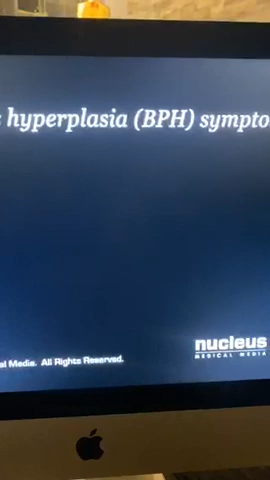 hyperplasia (BPH) sympto
al Media. All Rights Reserved.
nucleus
MEDICAL MEDIA